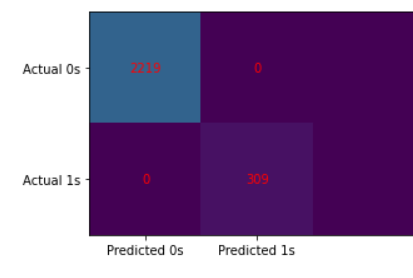 Actual 0s 2219 0
Actual 1s 0 309
Predicted 0s Predicted 1s